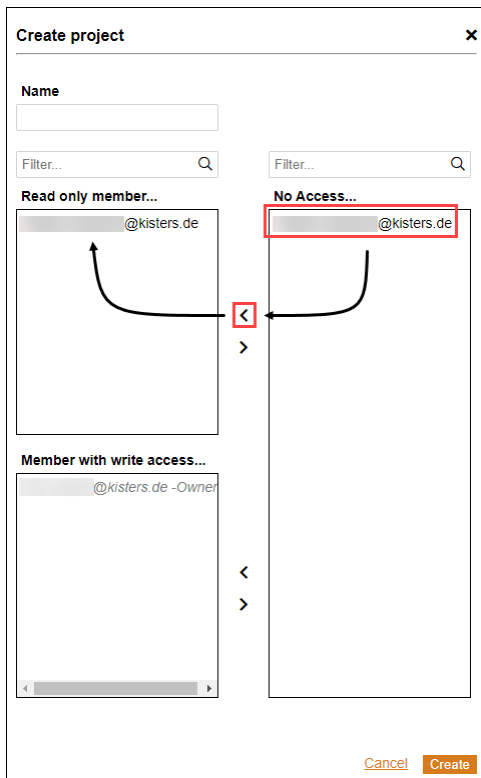 Create project
Name
Filter...
Read only member...
@kisters.de
Member with write access...
@kisters.de -Owner
Filter...
No Access...
@kisters.de
Cancel
Create